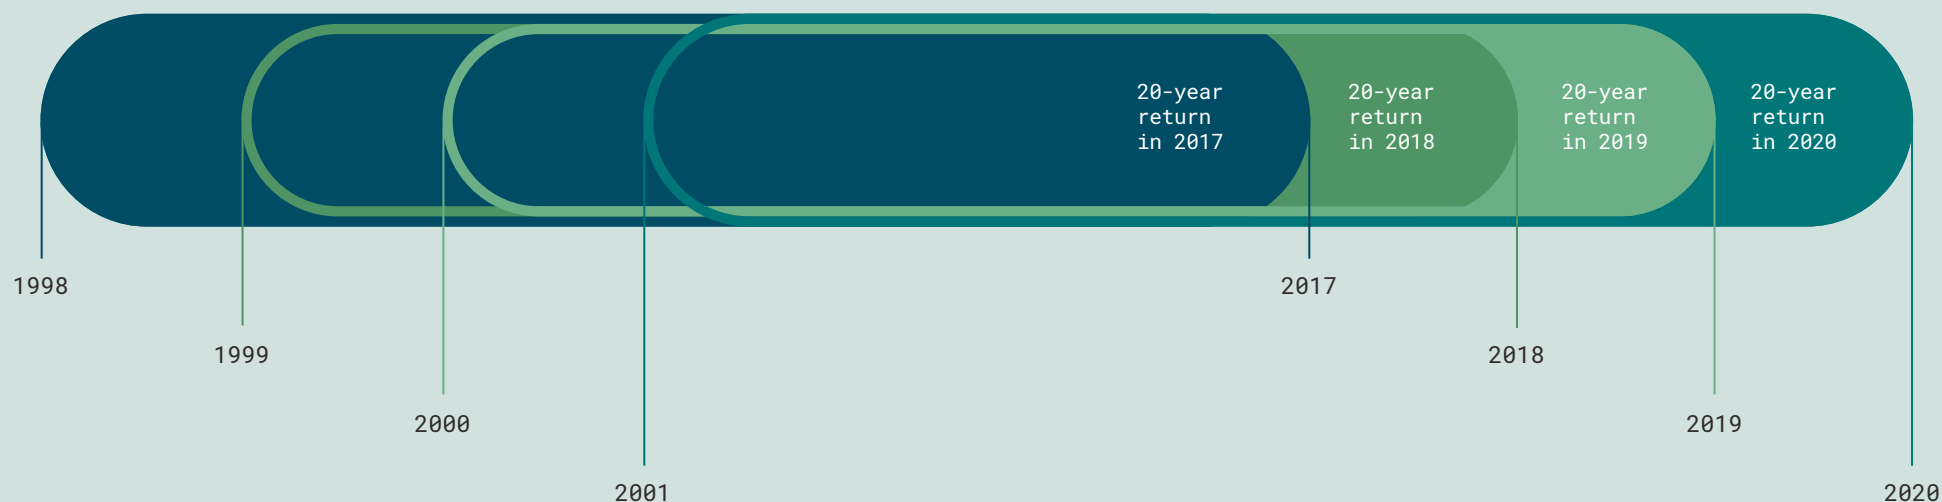 20-year
return
in 2017
20-year
return
in 2018
20-year
return
in 2019
20-year
return
in 2020
1998
2017
1999
2018
2000
2019
2001
2020